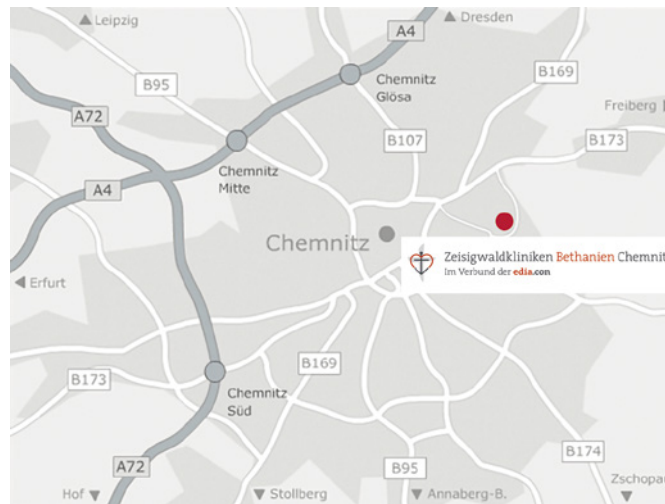 Leipzig
Dresden
A4
B95
Chemnitz
Glösa
B169
Freiberg
A72
B107
B173
Chemnitz
Mitte
A4
Chemnitz
Zeisigwaldkliniken Bethanien Chemnit
Im Verbund der edia.con
Erfurt
B169
B173
Chemnitz
Süd
B174
A72
B95
Zschopa
Hof
Stollberg
Annaberg-B.